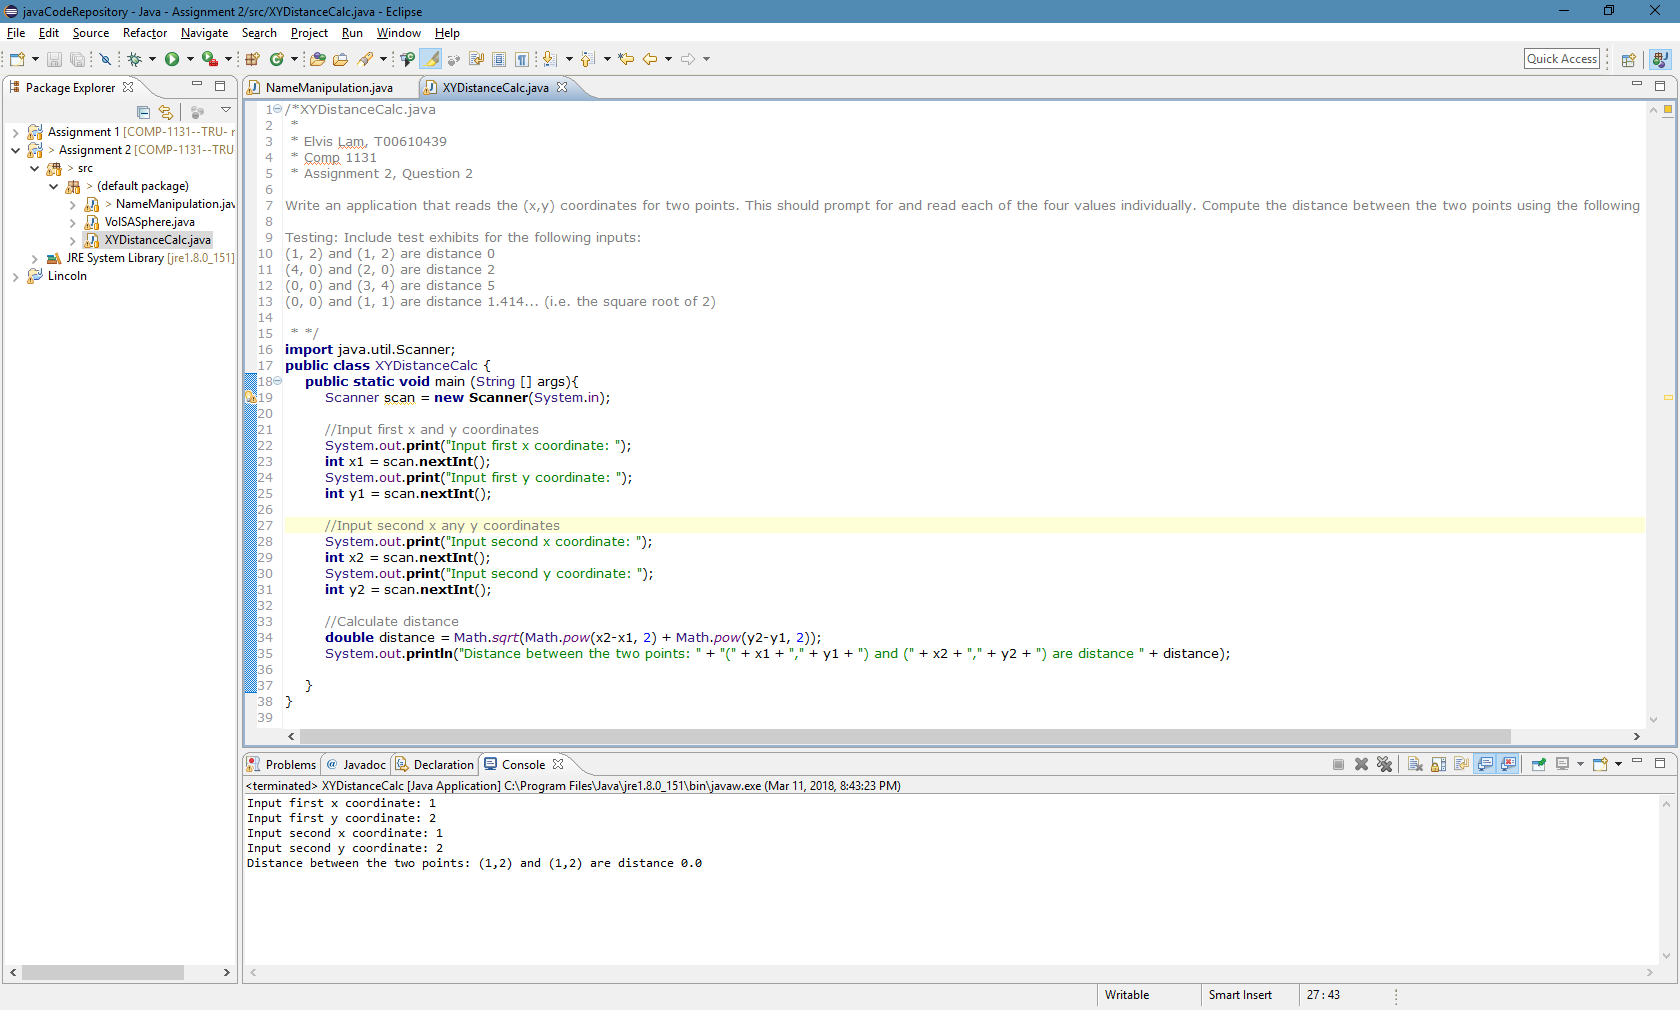 javaCodeRepository - Java - Assignment 2/src/XYDistanceCalc.java - Eclipse
File Edit Source Refactor Navigate Search Project Run Window Help
Quick Access
Package Explorer
Assignment 1 [COMP-1131--TRU- r
> Assignment 2 [COMP-1131--TRU-
> src
> (default package)
> NameManipulation.jav
VolSASphere.java
XYDistanceCalc.java
JRE System Library [jre1.8.0_151]
Lincoln
NameManipulation.java XYDistanceCalc.java
1 /*XYDistanceCalc.java
2  *
3  * Elvis Lam, T00610439
4  * Comp 1131
5  * Assignment 2, Question 2
6
7 Write an application that reads the (x,y) coordinates for two points. This should prompt for and read each of the four values individually. Compute the distance between the two points using the following
8
9 Testing: Include test exhibits for the following inputs:
10 (1, 2) and (1, 2) are distance 0
11 (4, 0) and (2, 0) are distance 2
12 (0, 0) and (3, 4) are distance 5
13 (0, 0) and (1, 1) are distance 1.414... (i.e. the square root of 2)
14
15  * */
16 import java.util.Scanner;
17 public class XYDistanceCalc {
18     public static void main (String [] args){
19         Scanner scan = new Scanner(System.in);
20
21         //Input first x and y coordinates
22         System.out.print("Input first x coordinate: ");
23         int x1 = scan.nextInt();
24         System.out.print("Input first y coordinate: ");
25         int y1 = scan.nextInt();
26
27         //Input second x any y coordinates
28         System.out.print("Input second x coordinate: ");
29         int x2 = scan.nextInt();
30         System.out.print("Input second y coordinate: ");
31         int y2 = scan.nextInt();
32
33         //Calculate distance
34         double distance = Math.sqrt(Math.pow(x2-x1, 2) + Math.pow(y2-y1, 2));
35         System.out.println("Distance between the two points: " + "(" + x1 + "," + y1 + ") and (" + x2 + "," + y2 + ") are distance " + distance);
36
37     }
38 }
39
Problems Javadoc Declaration Console
<terminated> XYDistanceCalc [Java Application] C:\Program Files\Java\jre1.8.0_151\bin\javaw.exe (Mar 11, 2018, 8:43:23 PM)
Input first x coordinate: 1
Input first y coordinate: 2
Input second x coordinate: 1
Input second y coordinate: 2
Distance between the two points: (1,2) and (1,2) are distance 0.0
Writable Smart Insert 27 : 43